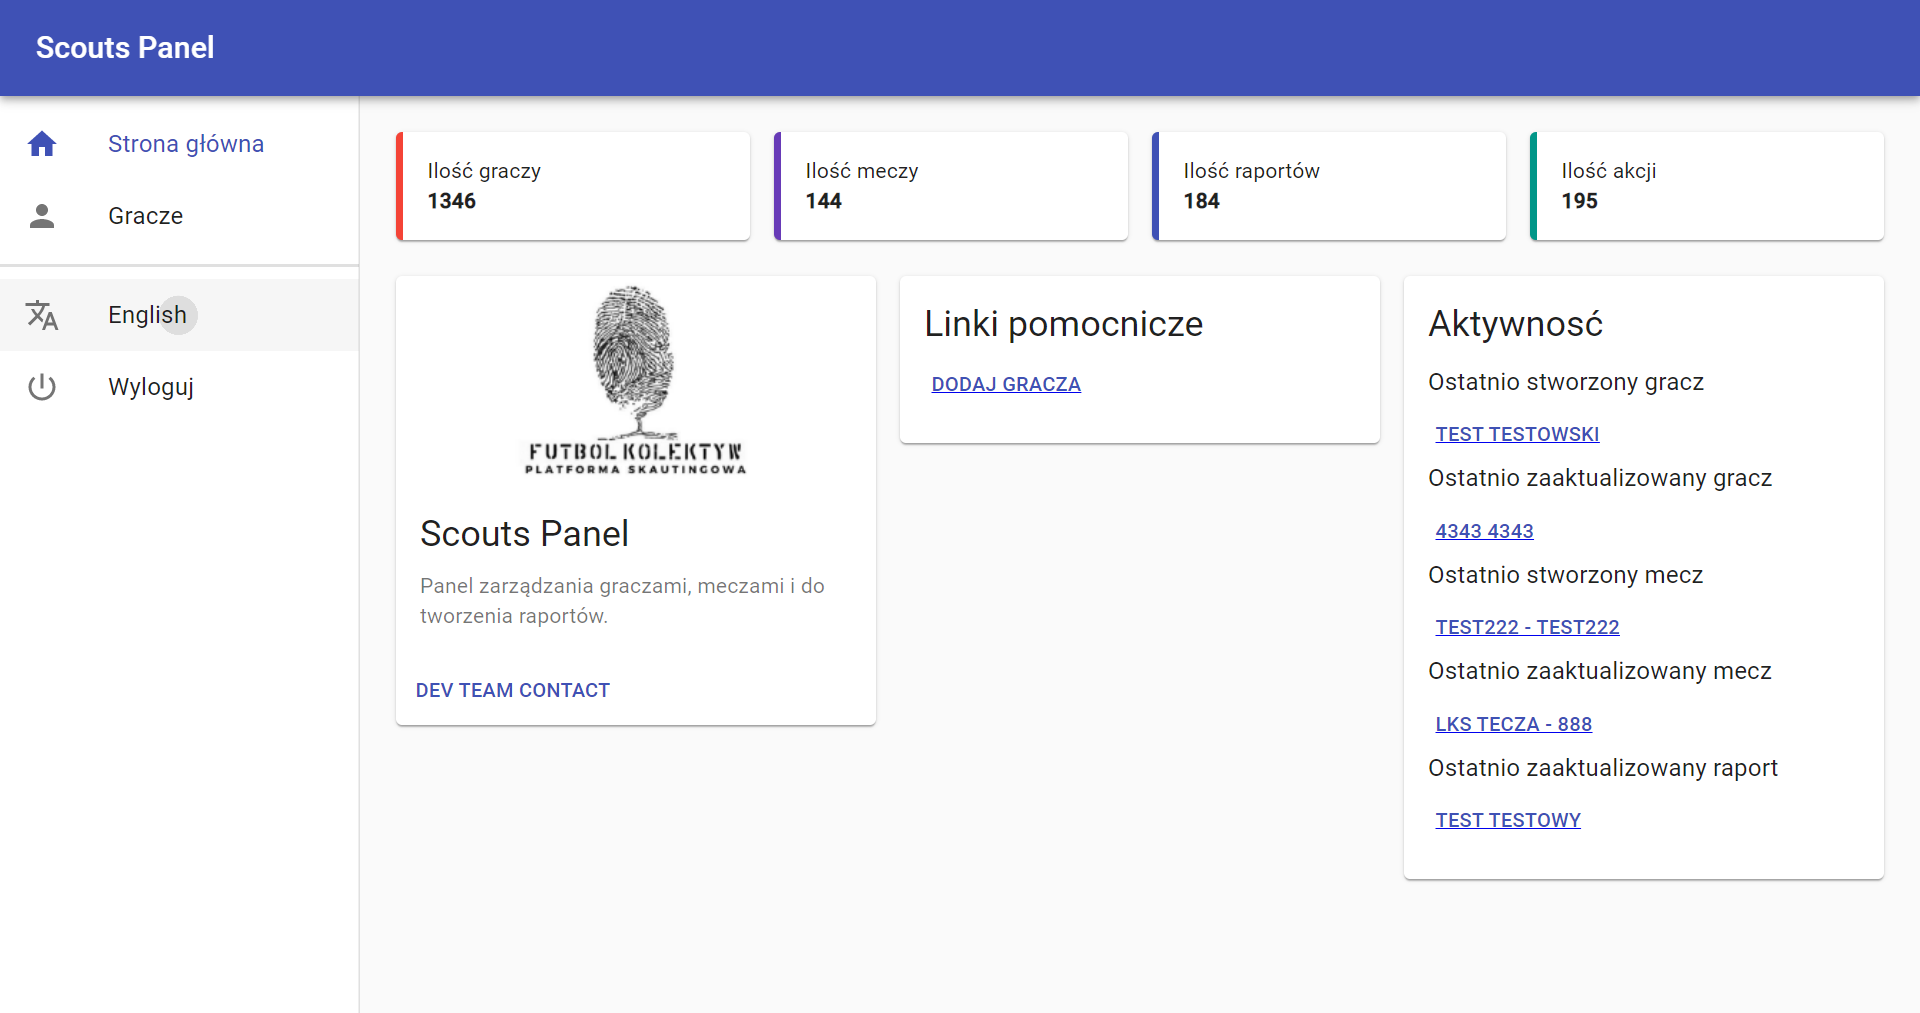 Scouts Panel
Strona główna
Gracze
English
Wyloguj
Ilość graczy
1346
Ilość meczy
144
Ilość raportów
184
Ilość akcji
195
FUTBOL KOLEKTYW
PLATFORMA SKAUTINGOWA
Scouts Panel
Panel zarządzania graczami, meczami i do
tworzenia raportów.
DEV TEAM CONTACT
Linki pomocnicze
DODAJ GRACZA
Aktywność
Ostatnio stworzony gracz
TEST TESTOWSKI
Ostatnio zaaktualizowany gracz
4343 4343
Ostatnio stworzony mecz
TEST222 - TEST222
Ostatnio zaaktualizowany mecz
LKS TECZA - 888
Ostatnio zaaktualizowany raport
TEST TESTOWY